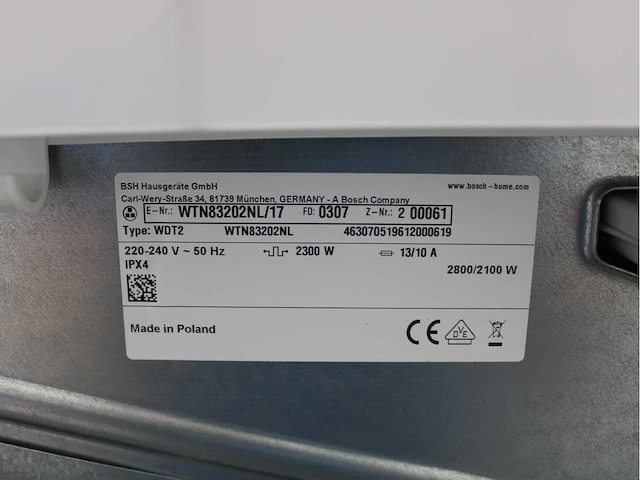 BSH Hausgeräte GmbH
www.bosch-home.com
Carl-Wery-Straße 34, 81739 München, GERMANY - A Bosch Company
E-Nr.: WTN83202NL/17 FD: 0307 Z-Nr.: 2 00061
Type: WDT2 WTN83202NL 463070519612000619
220-240 V ~ 50 Hz 2300 W 13/10 A
IPX4
2800/2100 W
Made in Poland
CE DVE